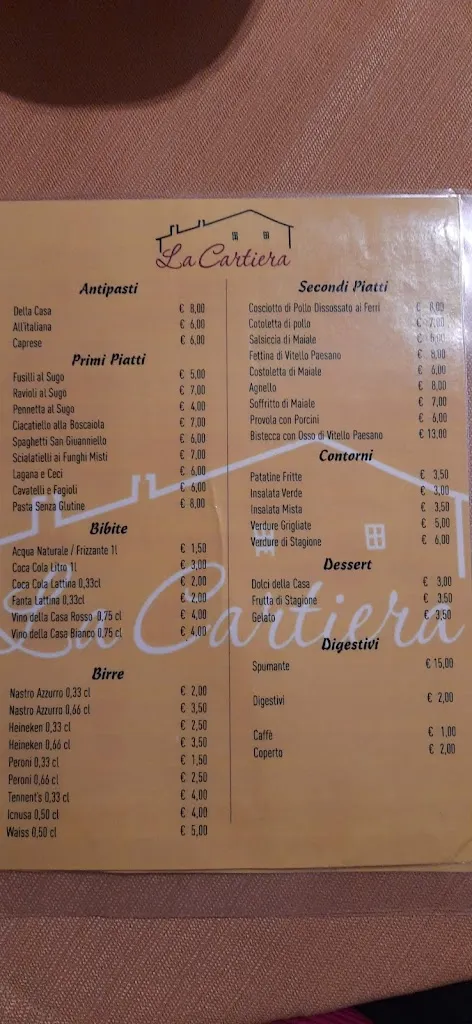 La Cartiera
Antipasti
Della Casa € 8,00
All'italiana € 6,00
Caprese € 6,00
Primi Piatti
Fusilli al Sugo € 5,00
Ravioli al Sugo € 7,00
Pennetta al Sugo € 4,00
Ciacatiello alla Boscaiola € 7,00
Spaghetti San Giuanniello € 6,00
Scialatielli ai Funghi Misti € 7,00
Lagana e Ceci € 6,00
Cavatelli e Fagioli € 6,00
Pasta Senza Glutine € 8,00
Bibite
Acqua Naturale / Frizzante 1l € 1,50
Coca Cola Litro 1L € 3,00
Coca Cola Lattina 0,33cl € 2,00
Fanta Lattina 0,33cl € 2,00
Vino della Casa Rosso 0,75 cl € 4,00
Vino della Casa Bianco 0,75 cl € 4,00
Birre
Nastro Azzurro 0,33 cl € 2,00
Nastro Azzurro 0,66 cl € 3,50
Heineken 0,33 cl € 2,50
Heineken 0,66 cl € 3,50
Peroni 0,33 cl € 1,50
Peroni 0,66 cl € 2,50
Tennent's 0,33 cl € 4,00
Icnusa 0,50 cl € 4,00
Waiss 0,50 cl € 5,00
Secondi Piatti
Cosciotto di Pollo Dissossato ai Ferri € 8,00
Cotoletta di pollo € 7,00
Salsiccia di Maiale €
Fettina di Vitello Paesano € 8,00
Costoletta di Maiale € 6,00
Agnello € 8,00
Soffritto di Maiale € 7,00
Provola con Porcini € 6,00
Bistecca con Osso di Vitello Paesano € 13,00
Contorni
Patatine Fritte € 3,50
Insalata Verde € 3,00
Insalata Mista € 3,50
Verdure Grigliate € 5,00
Verdure di Stagione € 6,00
Dessert
Dolci della Casa € 3,00
Frutta di Stagione € 3,50
Gelato € 3,50
Digestivi
Spumante € 15,00
Digestivi € 2,00
Caffè € 1,00
Coperto € 2,00
La Cartiera